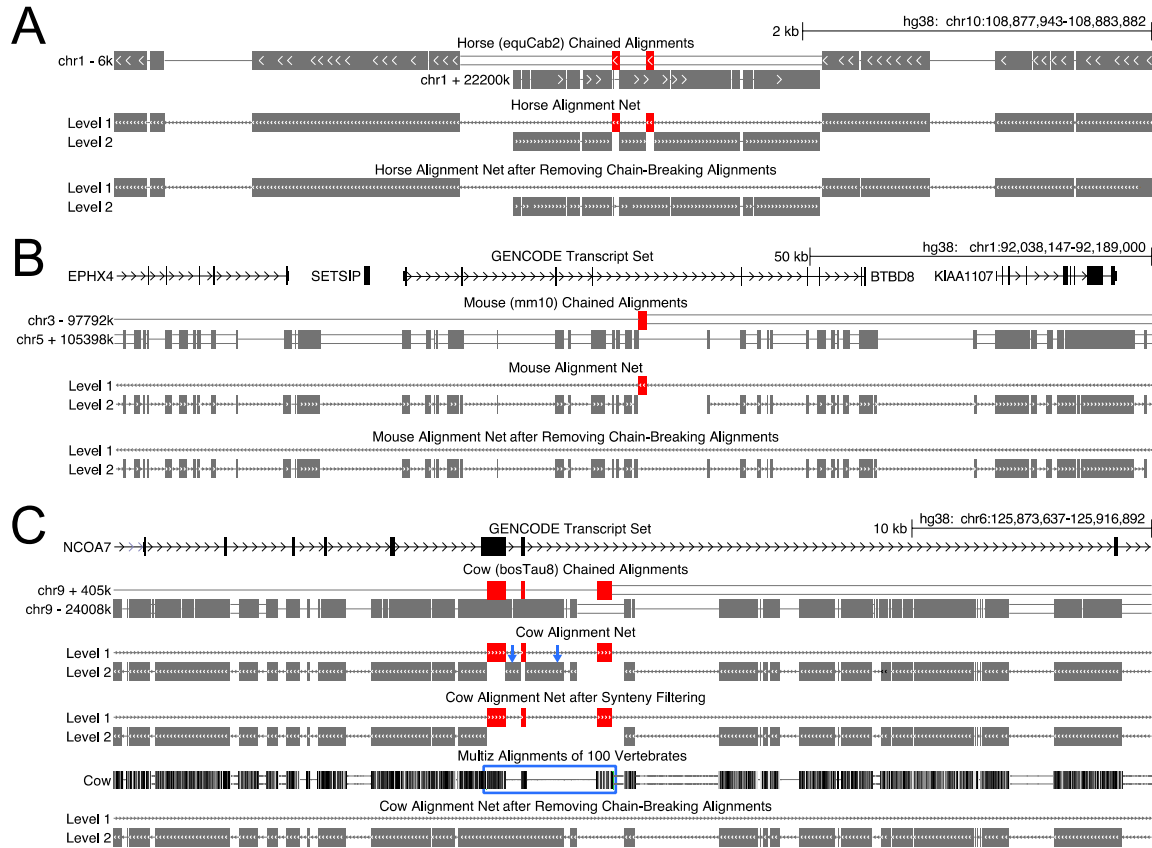 A
hg38: chr10:108,877,943-108,883,882
2 kb
Horse (equCab2) Chained Alignments
chr1 - 6k
chr1 + 22200k
Horse Alignment Net
Level 1
Level 2
Horse Alignment Net after Removing Chain-Breaking Alignments
Level 1
Level 2
B
hg38: chr1:92,038,147-92,189,000
50 kb
GENCODE Transcript Set
EPHX4
SETSIP
BTBD8
KIAA1107
Mouse (mm10) Chained Alignments
chr3 - 97792k
chr5 + 105398k
Mouse Alignment Net
Level 1
Level 2
Mouse Alignment Net after Removing Chain-Breaking Alignments
Level 1
Level 2
C
hg38: chr6:125,873,637-125,916,892
10 kb
GENCODE Transcript Set
NCOA7
Cow (bosTau8) Chained Alignments
chr9 + 405k
chr9 - 24008k
Cow Alignment Net
Level 1
Level 2
Cow Alignment Net after Synteny Filtering
Level 1
Level 2
Multiz Alignments of 100 Vertebrates
Cow
Cow Alignment Net after Removing Chain-Breaking Alignments
Level 1
Level 2